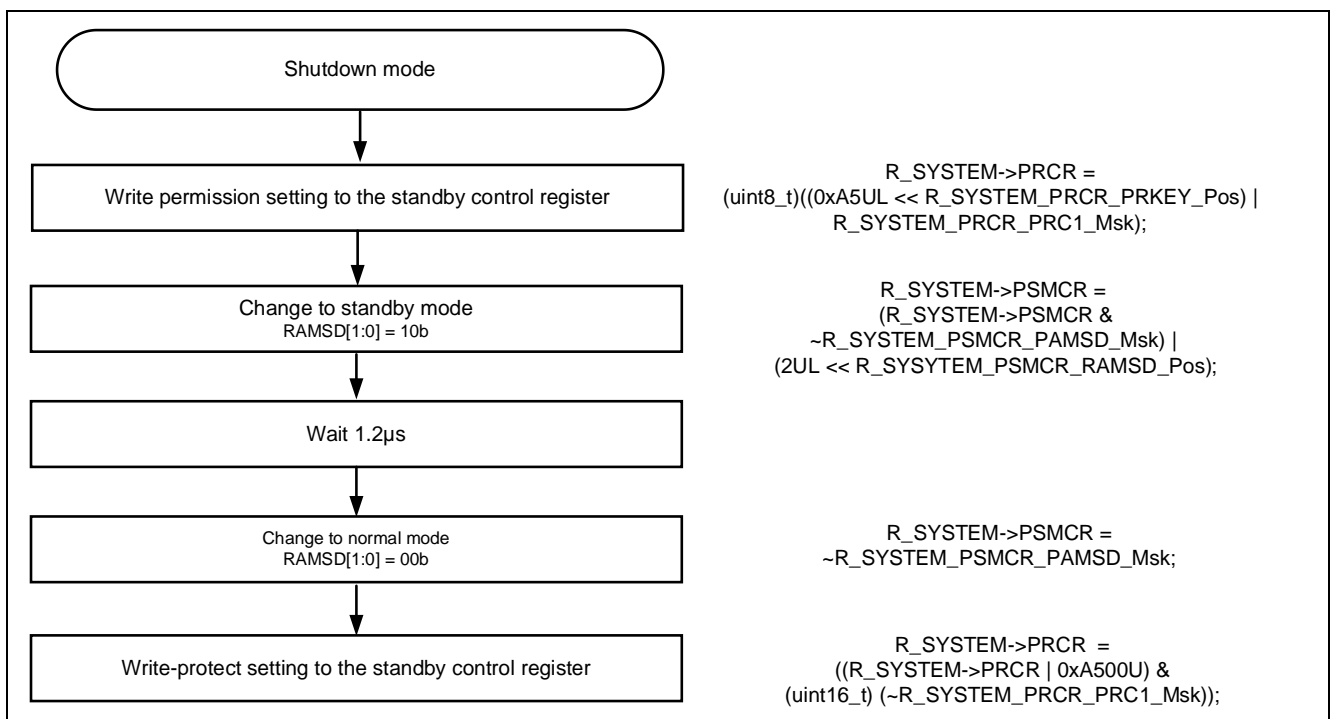 Shutdown mode
Write permission setting to the standby control register
R_SYSTEM->PRCR =
(uint8_t)((0xA5UL << R_SYSTEM_PRCR_PRKEY_Pos) |
R_SYSTEM_PRCR_PRC1_Msk);
Change to standby mode
RAMSD[1:0] = 10b
R_SYSTEM->PSMCR =
(R_SYSTEM->PSMCR &
~R_SYSTEM_PSMCR_PAMSD_Msk) |
(2UL << R_SYSYTEM_PSMCR_RAMSD_Pos);
Wait 1.2µs
Change to normal mode
RAMSD[1:0] = 00b
R_SYSTEM->PSMCR =
~R_SYSTEM_PSMCR_PAMSD_Msk;
Write-protect setting to the standby control register
R_SYSTEM->PRCR =
((R_SYSTEM->PRCR | 0xA500U) &
(uint16_t) (~R_SYSTEM_PRCR_PRC1_Msk));